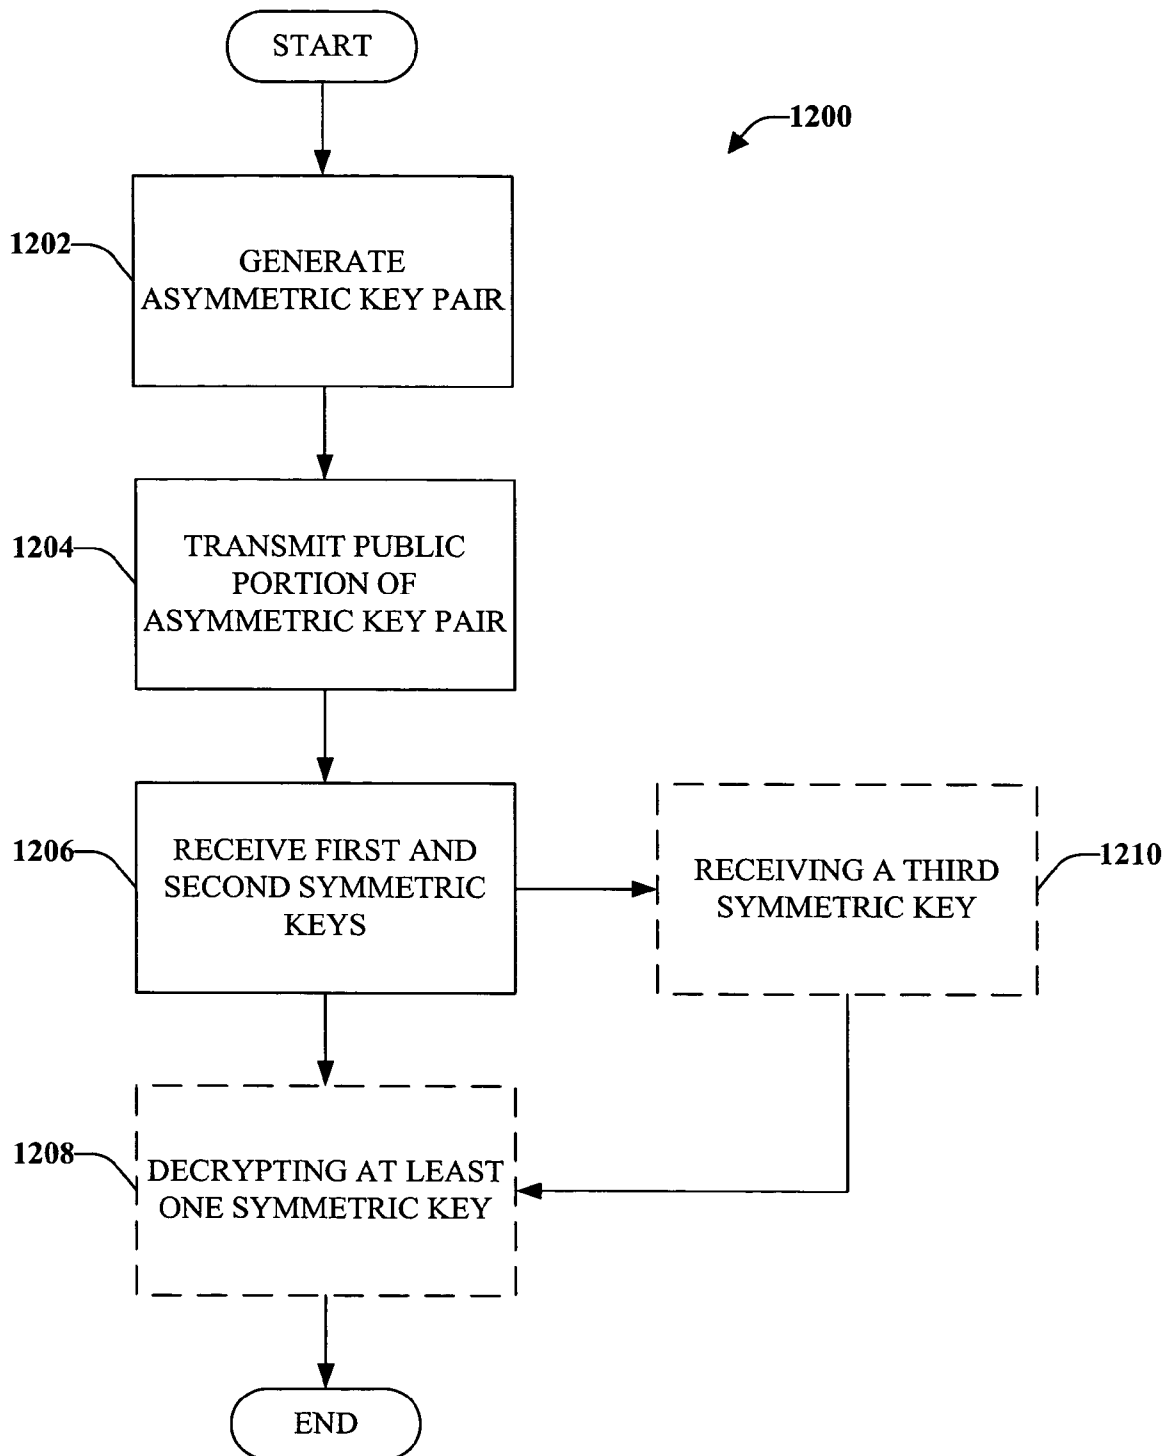 START
1200
1202
GENERATE
ASYMMETRIC KEY PAIR
1204
TRANSMIT PUBLIC
PORTION OF
ASYMMETRIC KEY PAIR
1206
RECEIVE FIRST AND
SECOND SYMMETRIC
KEYS
RECEIVING A THIRD
SYMMETRIC KEY
1210
1208
DECRYPTING AT LEAST
ONE SYMMETRIC KEY
END